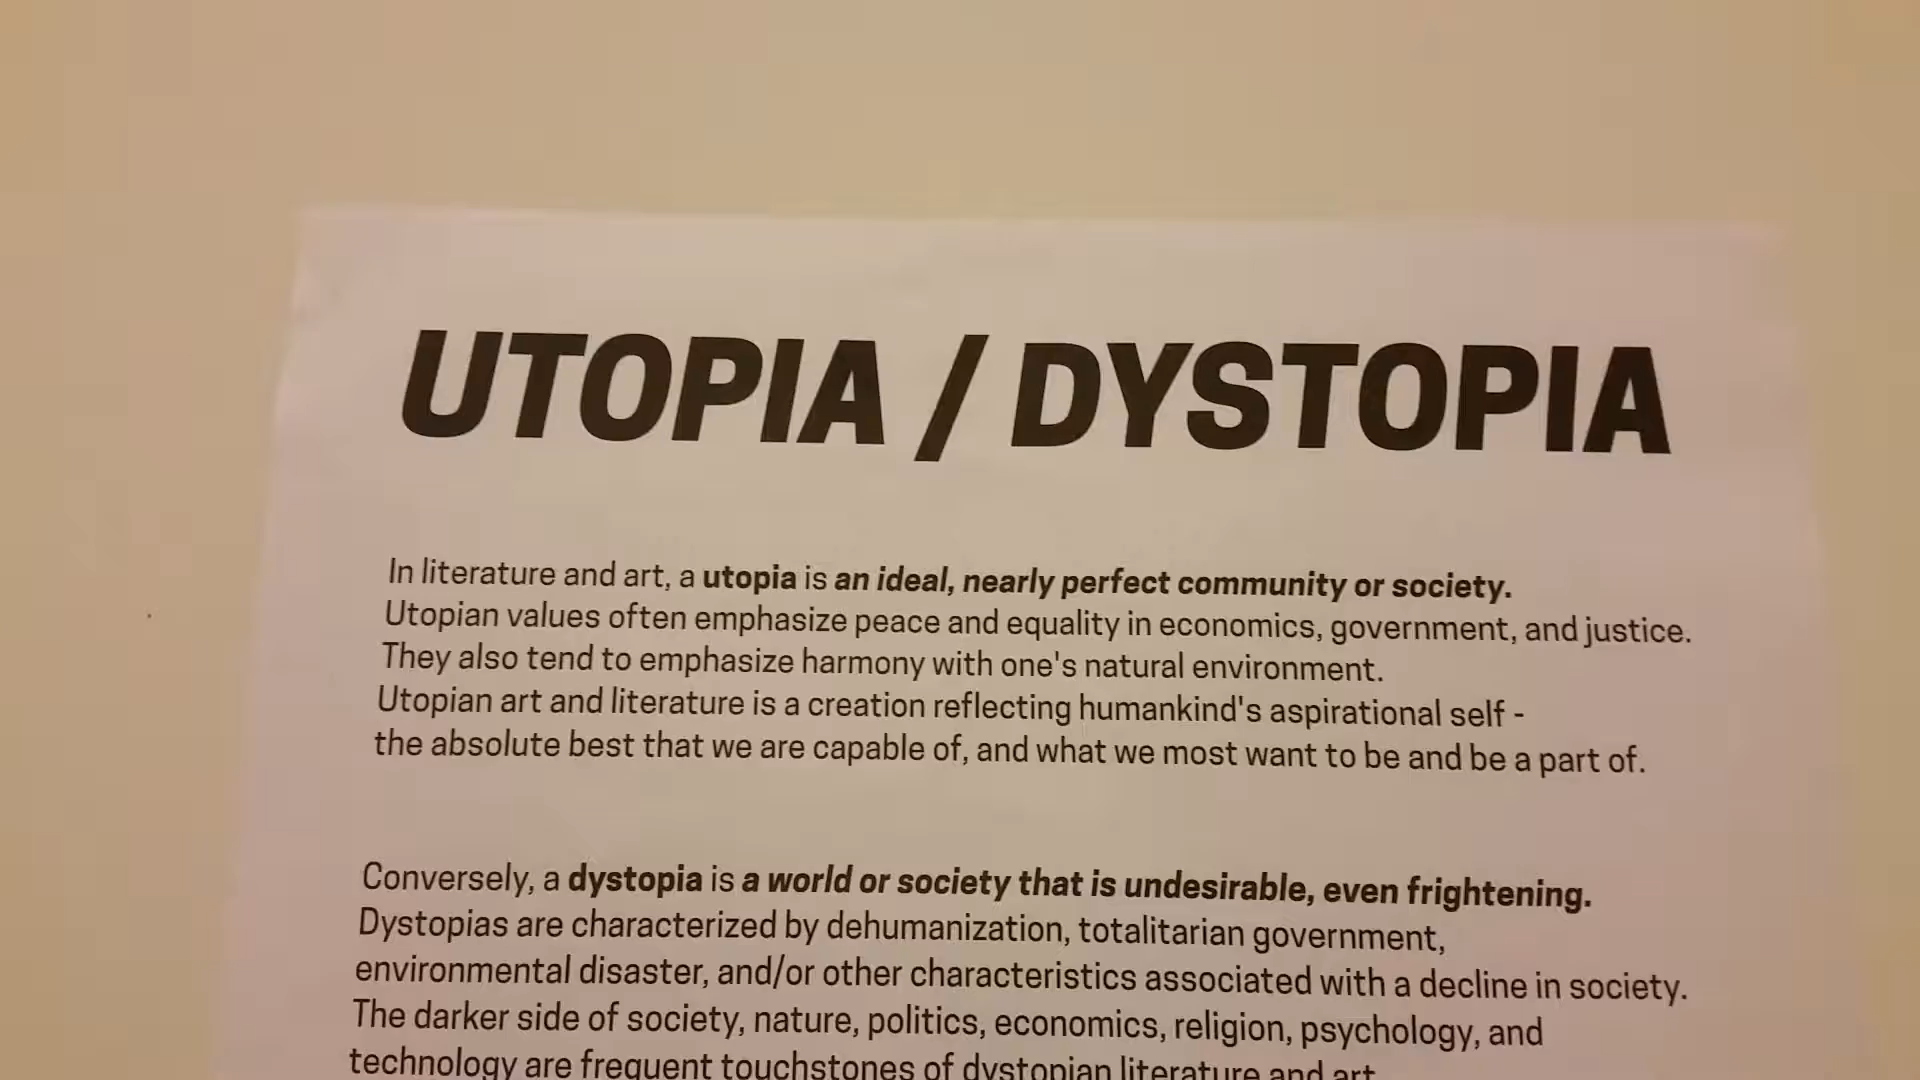 UTOPIA / DYSTOPIA
In literature and art, a utopia is an ideal, nearly perfect community or society.
Utopian values often emphasize peace and equality in economics, government, and justice.
They also tend to emphasize harmony with one's natural environment.
Utopian art and literature is a creation reflecting humankind's aspirational self -
the absolute best that we are capable of, and what we most want to be and be a part of.
Conversely, a dystopia is a world or society that is undesirable, even frightening.
Dystopias are characterized by dehumanization, totalitarian government,
environmental disaster, and/or other characteristics associated with a decline in society.
The darker side of society, nature, politics, economics, religion, psychology, and
technology are frequent touchstones of dystopian literature and art.